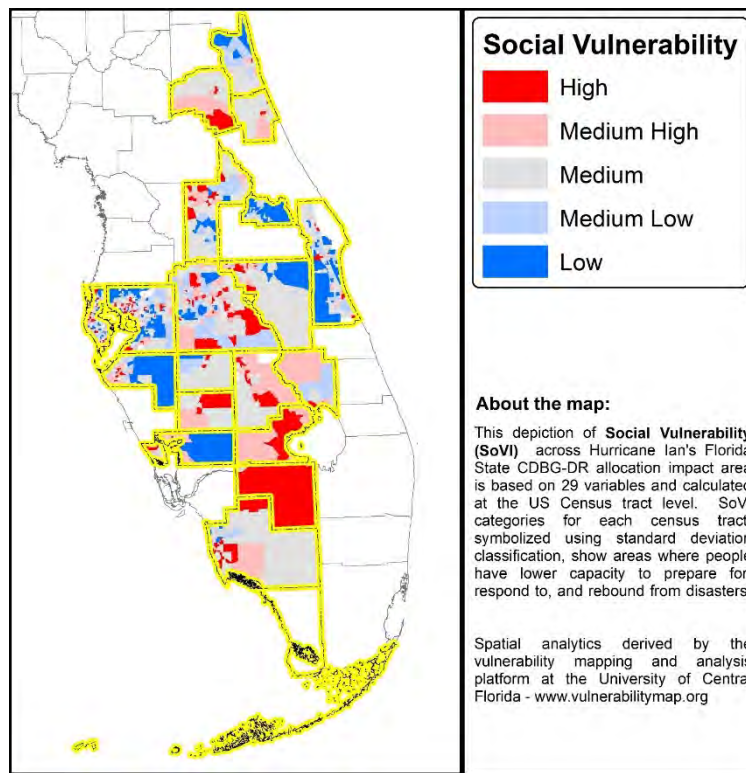 Social Vulnerability
High
Medium High
Medium
Medium Low
Low
About the map:
This depiction of Social Vulnerability
(SoVI) across Hurricane Ian's Florida
State CDBG-DR allocation impact area
is based on 29 variables and calculated
at the US Census tract level. SoVI
categories for each census tract,
symbolized using standard deviation
classification, show areas where people
have lower capacity to prepare for,
respond to, and rebound from disasters.
Spatial analytics derived by the
vulnerability mapping and analysis
platform at the University of Central
Florida - www.vulnerabilitymap.org